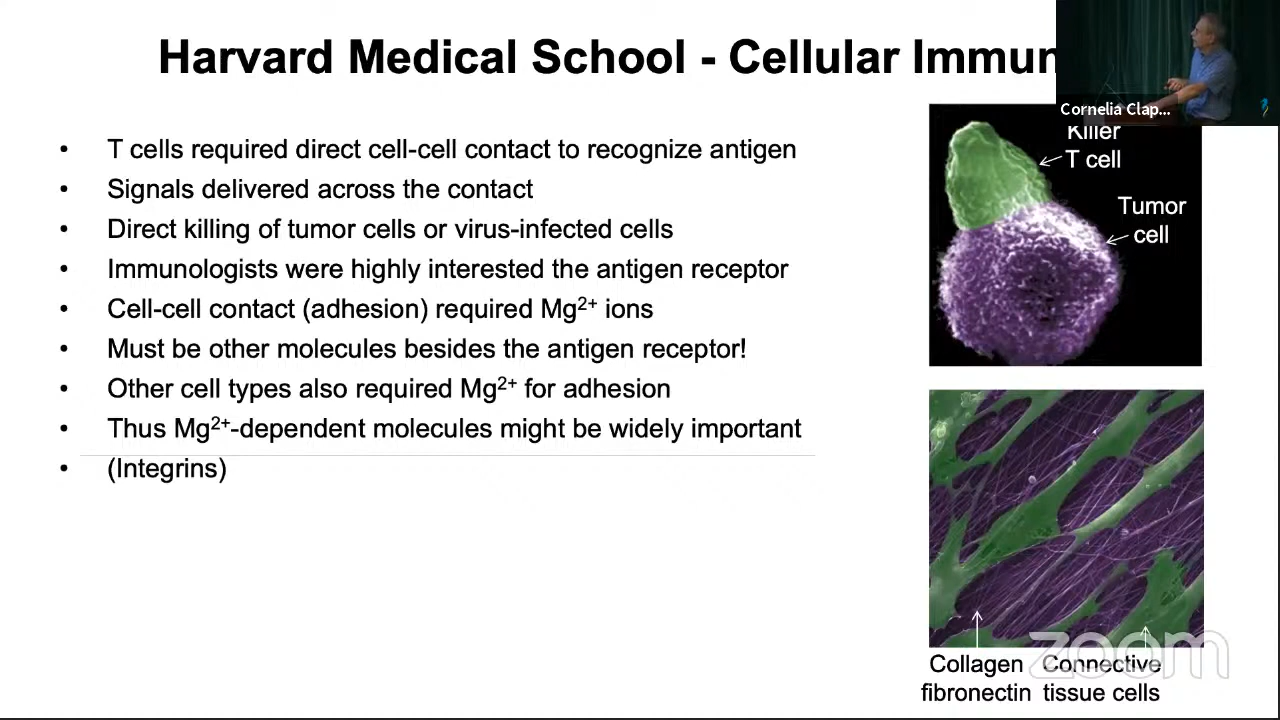 Harvard Medical School - Cellular Immun
Cornelia Clap...
• T cells required direct cell-cell contact to recognize antigen
• Signals delivered across the contact
• Direct killing of tumor cells or virus-infected cells
• Immunologists were highly interested the antigen receptor
• Cell-cell contact (adhesion) required Mg²⁺ ions
• Must be other molecules besides the antigen receptor!
• Other cell types also required Mg²⁺ for adhesion
• Thus Mg²⁺-dependent molecules might be widely important
• (Integrins)
Killer
T cell
Tumor
cell
zoom
Collagen
fibronectin
Connective
tissue cells